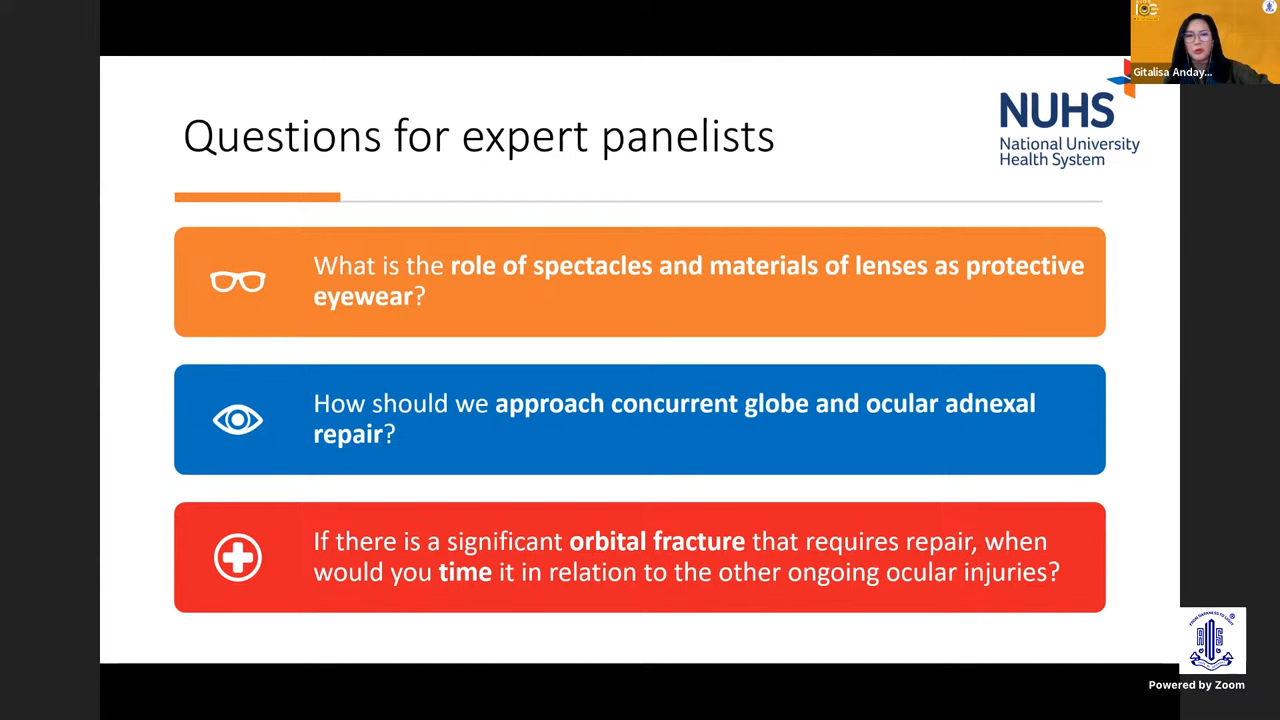 Questions for expert panelists
NUHS
National University
Health System
Gitalisa Anday...
What is the role of spectacles and materials of lenses as protective
eyewear?
How should we approach concurrent globe and ocular adnexal
repair?
If there is a significant orbital fracture that requires repair, when
would you time it in relation to the other ongoing ocular injuries?
Powered by Zoom